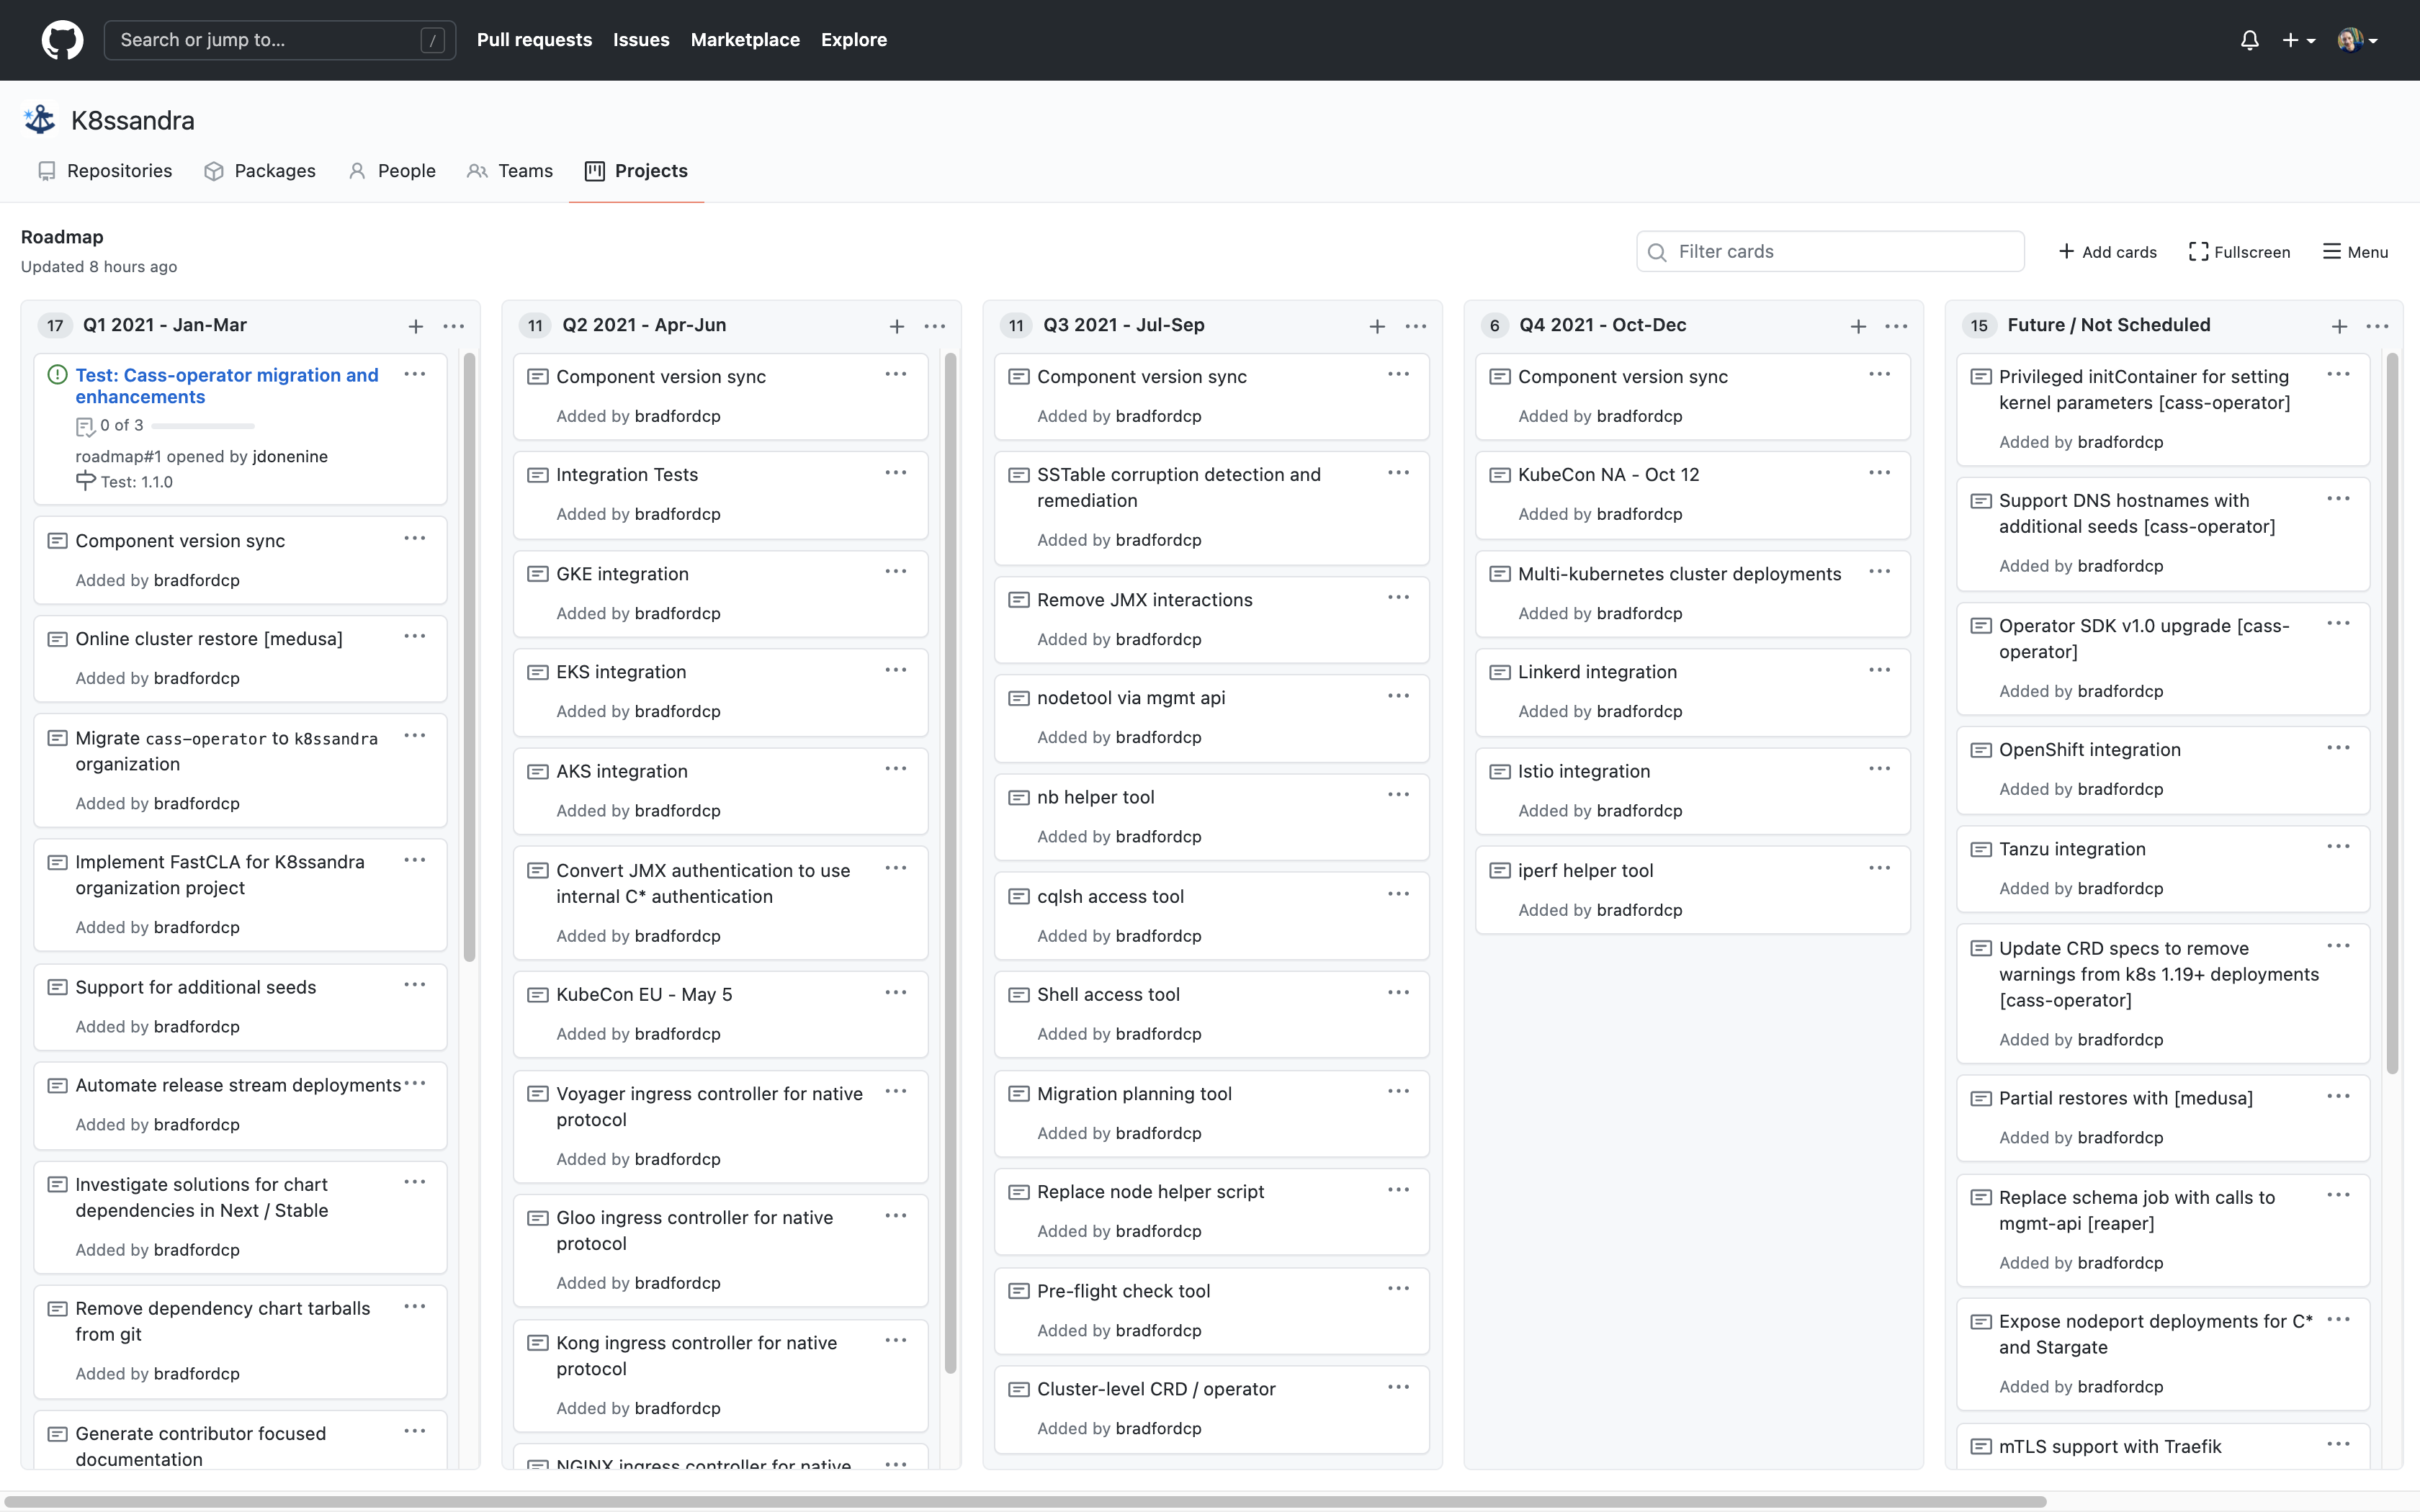 Search or jump to...
/
Pull requests
Issues
Marketplace
Explore
K8ssandra
Repositories
Packages
People
Teams
Projects
Roadmap
Updated 8 hours ago
Filter cards
Add cards
Fullscreen
Menu
17 Q1 2021 - Jan-Mar
Test: Cass-operator migration and
enhancements
0 of 3
roadmap#1 opened by jdonenine
Test: 1.1.0
Component version sync
Added by bradfordcp
Online cluster restore [medusa]
Added by bradfordcp
Migrate cass-operator to k8ssandra
organization
Added by bradfordcp
Implement FastCLA for K8ssandra
organization project
Added by bradfordcp
Support for additional seeds
Added by bradfordcp
Automate release stream deployments
Added by bradfordcp
Investigate solutions for chart
dependencies in Next / Stable
Added by bradfordcp
Remove dependency chart tarballs
from git
Added by bradfordcp
Generate contributor focused
documentation
11 Q2 2021 - Apr-Jun
Component version sync
Added by bradfordcp
Integration Tests
Added by bradfordcp
GKE integration
Added by bradfordcp
EKS integration
Added by bradfordcp
AKS integration
Added by bradfordcp
Convert JMX authentication to use
internal C* authentication
Added by bradfordcp
KubeCon EU - May 5
Added by bradfordcp
Voyager ingress controller for native
protocol
Added by bradfordcp
Gloo ingress controller for native
protocol
Added by bradfordcp
Kong ingress controller for native
protocol
Added by bradfordcp
NGINX ingress controller for native
11 Q3 2021 - Jul-Sep
Component version sync
Added by bradfordcp
SSTable corruption detection and
remediation
Added by bradfordcp
Remove JMX interactions
Added by bradfordcp
nodetool via mgmt api
Added by bradfordcp
nb helper tool
Added by bradfordcp
cqlsh access tool
Added by bradfordcp
Shell access tool
Added by bradfordcp
Migration planning tool
Added by bradfordcp
Replace node helper script
Added by bradfordcp
Pre-flight check tool
Added by bradfordcp
Cluster-level CRD / operator
Added by bradfordcp
6 Q4 2021 - Oct-Dec
Component version sync
Added by bradfordcp
KubeCon NA - Oct 12
Added by bradfordcp
Multi-kubernetes cluster deployments
Added by bradfordcp
Linkerd integration
Added by bradfordcp
Istio integration
Added by bradfordcp
iperf helper tool
Added by bradfordcp
15 Future / Not Scheduled
Privileged initContainer for setting
kernel parameters [cass-operator]
Added by bradfordcp
Support DNS hostnames with
additional seeds [cass-operator]
Added by bradfordcp
Operator SDK v1.0 upgrade [cass-
operator]
Added by bradfordcp
OpenShift integration
Added by bradfordcp
Tanzu integration
Added by bradfordcp
Update CRD specs to remove
warnings from k8s 1.19+ deployments
[cass-operator]
Added by bradfordcp
Partial restores with [medusa]
Added by bradfordcp
Replace schema job with calls to
mgmt-api [reaper]
Added by bradfordcp
Expose nodeport deployments for C*
and Stargate
Added by bradfordcp
mTLS support with Traefik